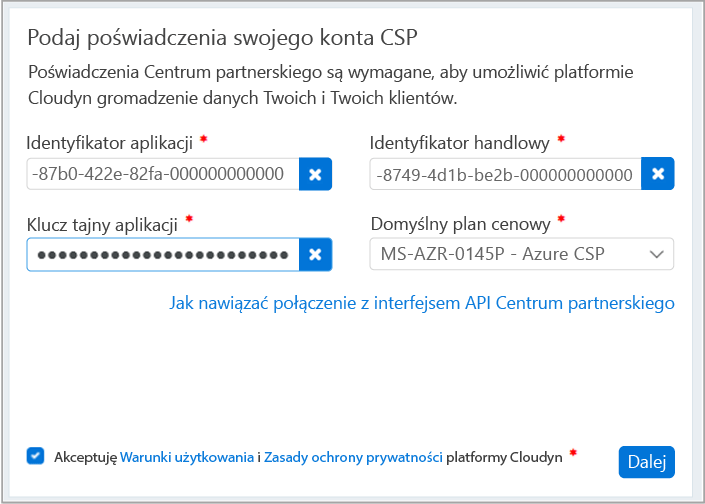 Podaj poświadczenia swojego konta CSP
Poświadczenia Centrum partnerskiego są wymagane, aby umożliwić platformie
Cloudyn gromadzenie danych Twoich i Twoich klientów.
Identyfikator aplikacji *
Identyfikator handlowy *
-87b0-422e-82fa-000000000000
-8749-4d1b-be2b-000000000000
Klucz tajny aplikacji *
Domyślny plan cenowy *
MS-AZR-0145P - Azure CSP
Jak nawiązać połączenie z interfejsem API Centrum partnerskiego
Akceptuję Warunki użytkowania i Zasady ochrony prywatności platformy Cloudyn *
Dalej